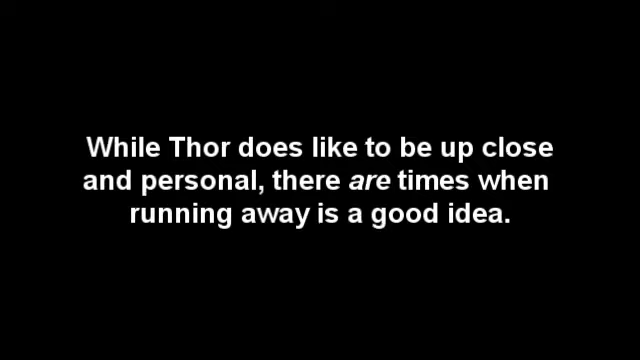 While Thor does like to be up close
and personal, there are times when
running away is a good idea.